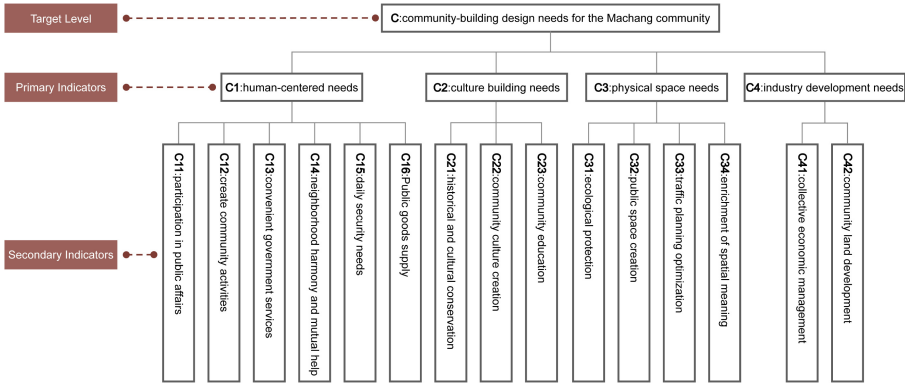 Target Level
C:community-building design needs for the Machang community
Primary Indicators
C1:human-centered needs
C2:culture building needs
C3:physical space needs
C4:industry development needs
Secondary Indicators
C11:participation in public affairs
C12:create community activities
C13:convenient government services
C14:neighborhood harmony and mutual help
C15:daily security needs
C16:Public goods supply
C21:historical and cultural conservation
C22:community culture creation
C23:community education
C31:ecological protection
C32:public space creation
C33:traffic planning optimization
C34:enrichment of spatial meaning
C41:collective economic management
C42:community land development